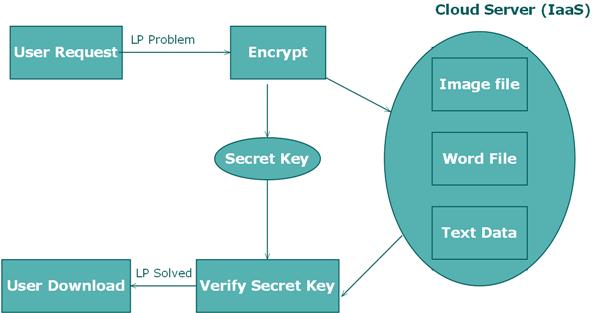 Cloud Server (IaaS)
User Request
LP Problem
Encrypt
Image file
Secret Key
Word File
Text Data
User Download
LP Solved
Verify Secret Key